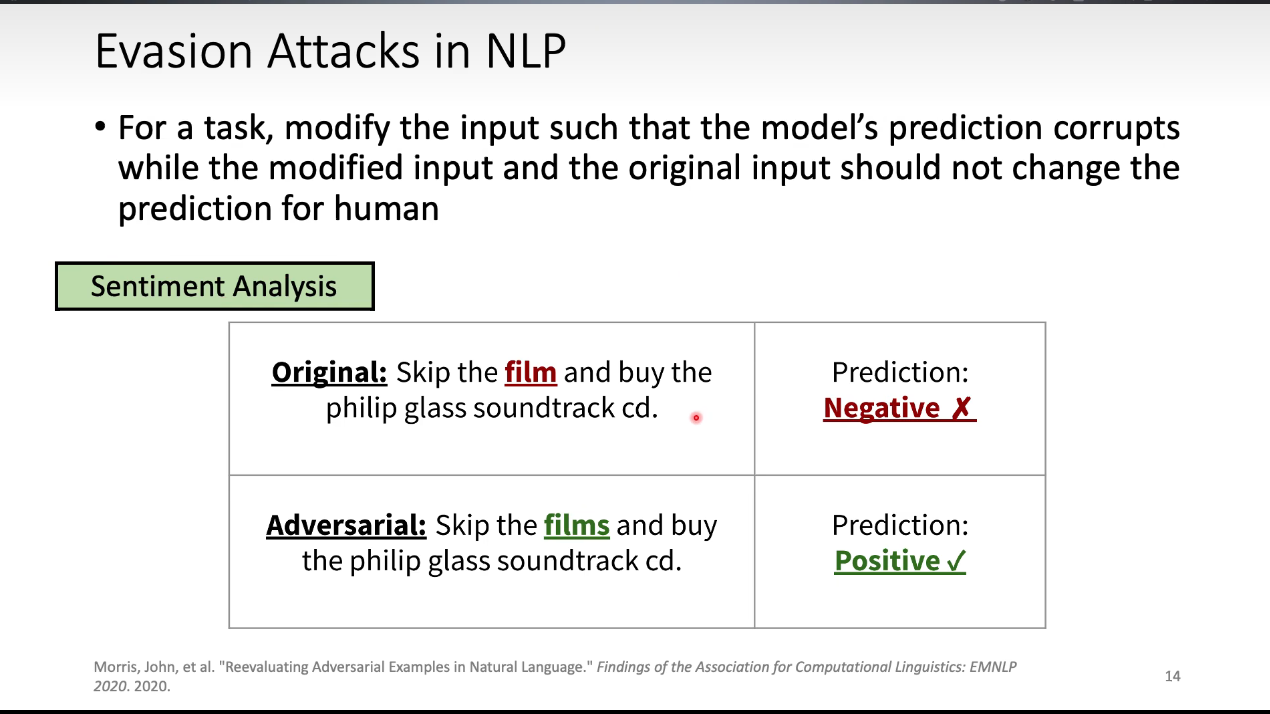 Evasion Attacks in NLP
• For a task, modify the input such that the model’s prediction corrupts
while the modified input and the original input should not change the
prediction for human
Sentiment Analysis
Original: Skip the film and buy the
philip glass soundtrack cd.
Prediction:
Negative ✗
Adversarial: Skip the films and buy
the philip glass soundtrack cd.
Prediction:
Positive ✓
Morris, John, et al. "Reevaluating Adversarial Examples in Natural Language." Findings of the Association for Computational Linguistics: EMNLP
2020. 2020.
14